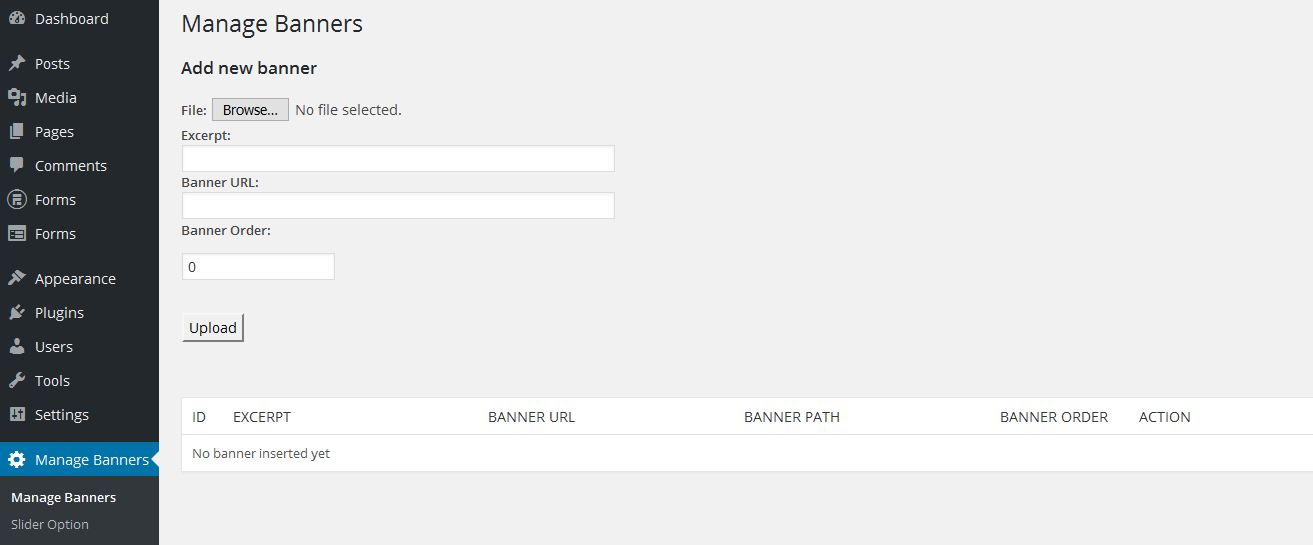 Dashboard
Posts
Media
Pages
Comments
Forms
Forms
Appearance
Plugins
Users
Tools
Settings
Manage Banners
Manage Banners
Slider Option
Manage Banners
Add new banner
File: Browse... No file selected.
Excerpt:
Banner URL:
Banner Order:
0
Upload
ID EXCERPT BANNER URL BANNER PATH BANNER ORDER ACTION
No banner inserted yet